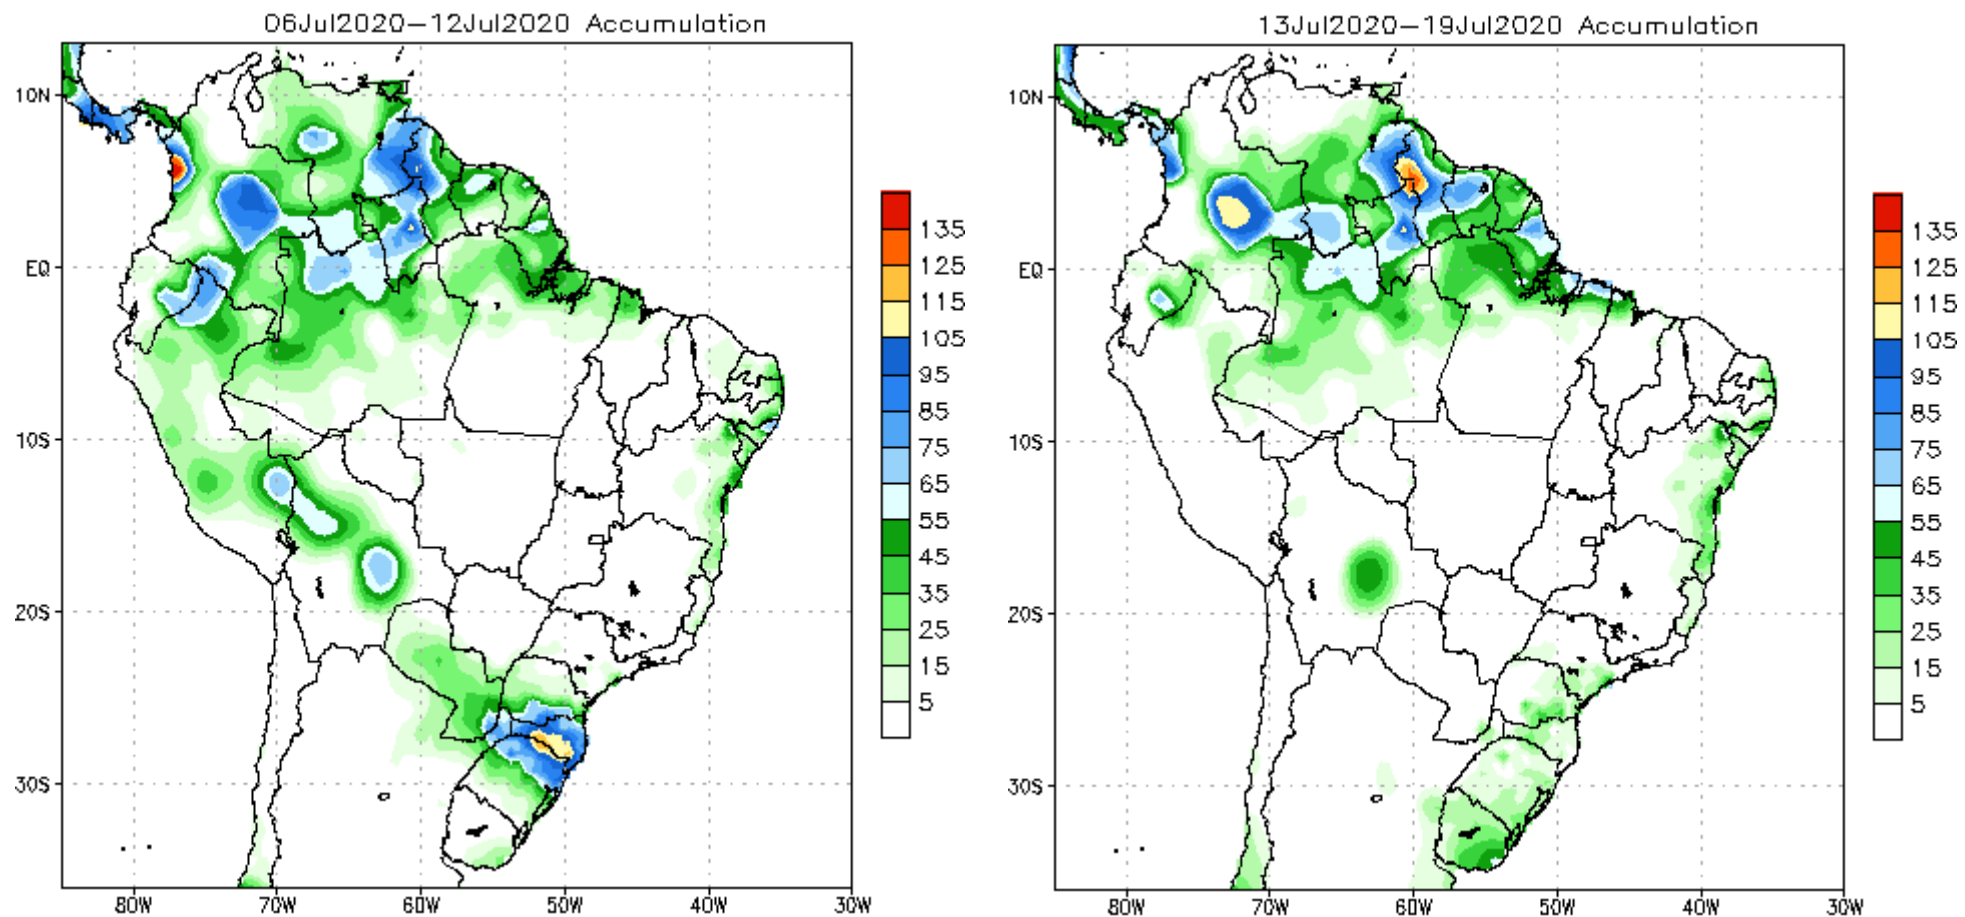 06Jul2020–12Jul2020 Accumulation
10N
EQ
10S
20S
30S
80W
70W
60W
50W
40W
30W
135
125
115
105
95
85
75
65
55
45
35
25
15
5
13Jul2020–19Jul2020 Accumulation
10N
EQ
10S
20S
30S
80W
70W
60W
50W
40W
30W
135
125
115
105
95
85
75
65
55
45
35
25
15
5